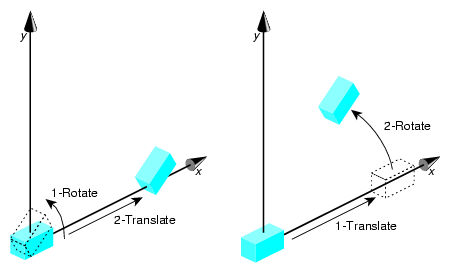 y
x
1-Rotate
2-Translate
y
x
2-Rotate
1-Translate